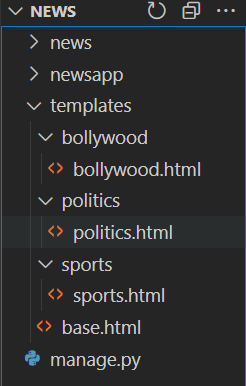 NEWS
news
newsapp
templates
bollywood
bollywood.html
politics
politics.html
sports
sports.html
base.html
manage.py